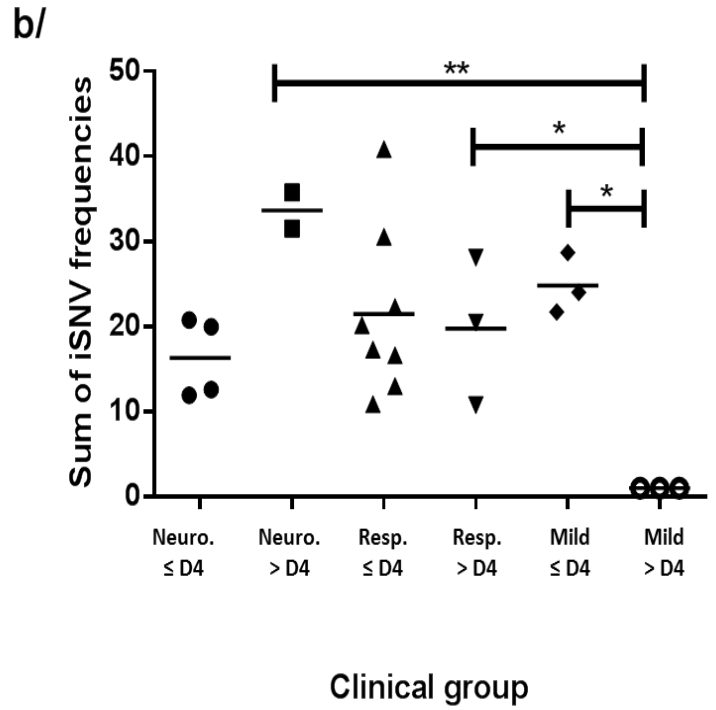 b/
Sum of iSNV frequencies
50
40
30
20
10
0
**
*
*
Neuro. Neuro. Resp. Resp. Mild Mild
≤ D4 > D4 ≤ D4 > D4 ≤ D4 > D4
Clinical group